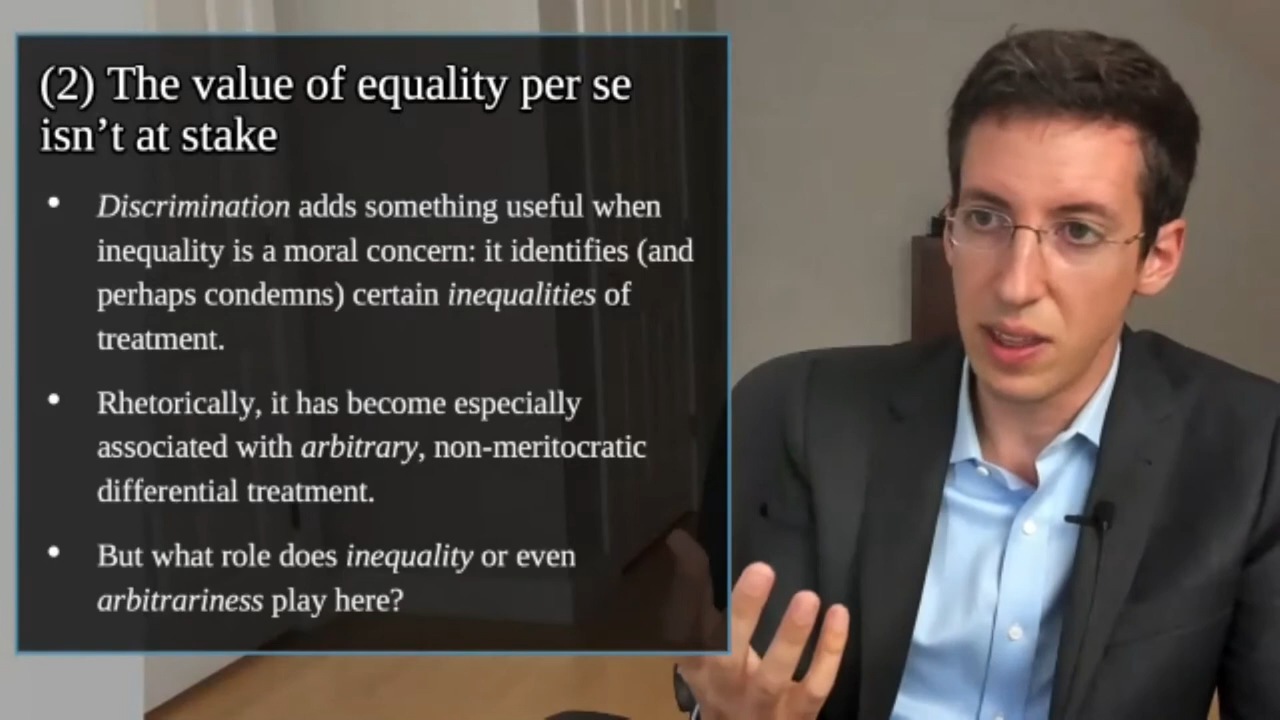 (2) The value of equality per se
isn’t at stake
• Discrimination adds something useful when
inequality is a moral concern: it identifies (and
perhaps condemns) certain inequalities of
treatment.
• Rhetorically, it has become especially
associated with arbitrary, non-meritocratic
differential treatment.
• But what role does inequality or even
arbitrariness play here?